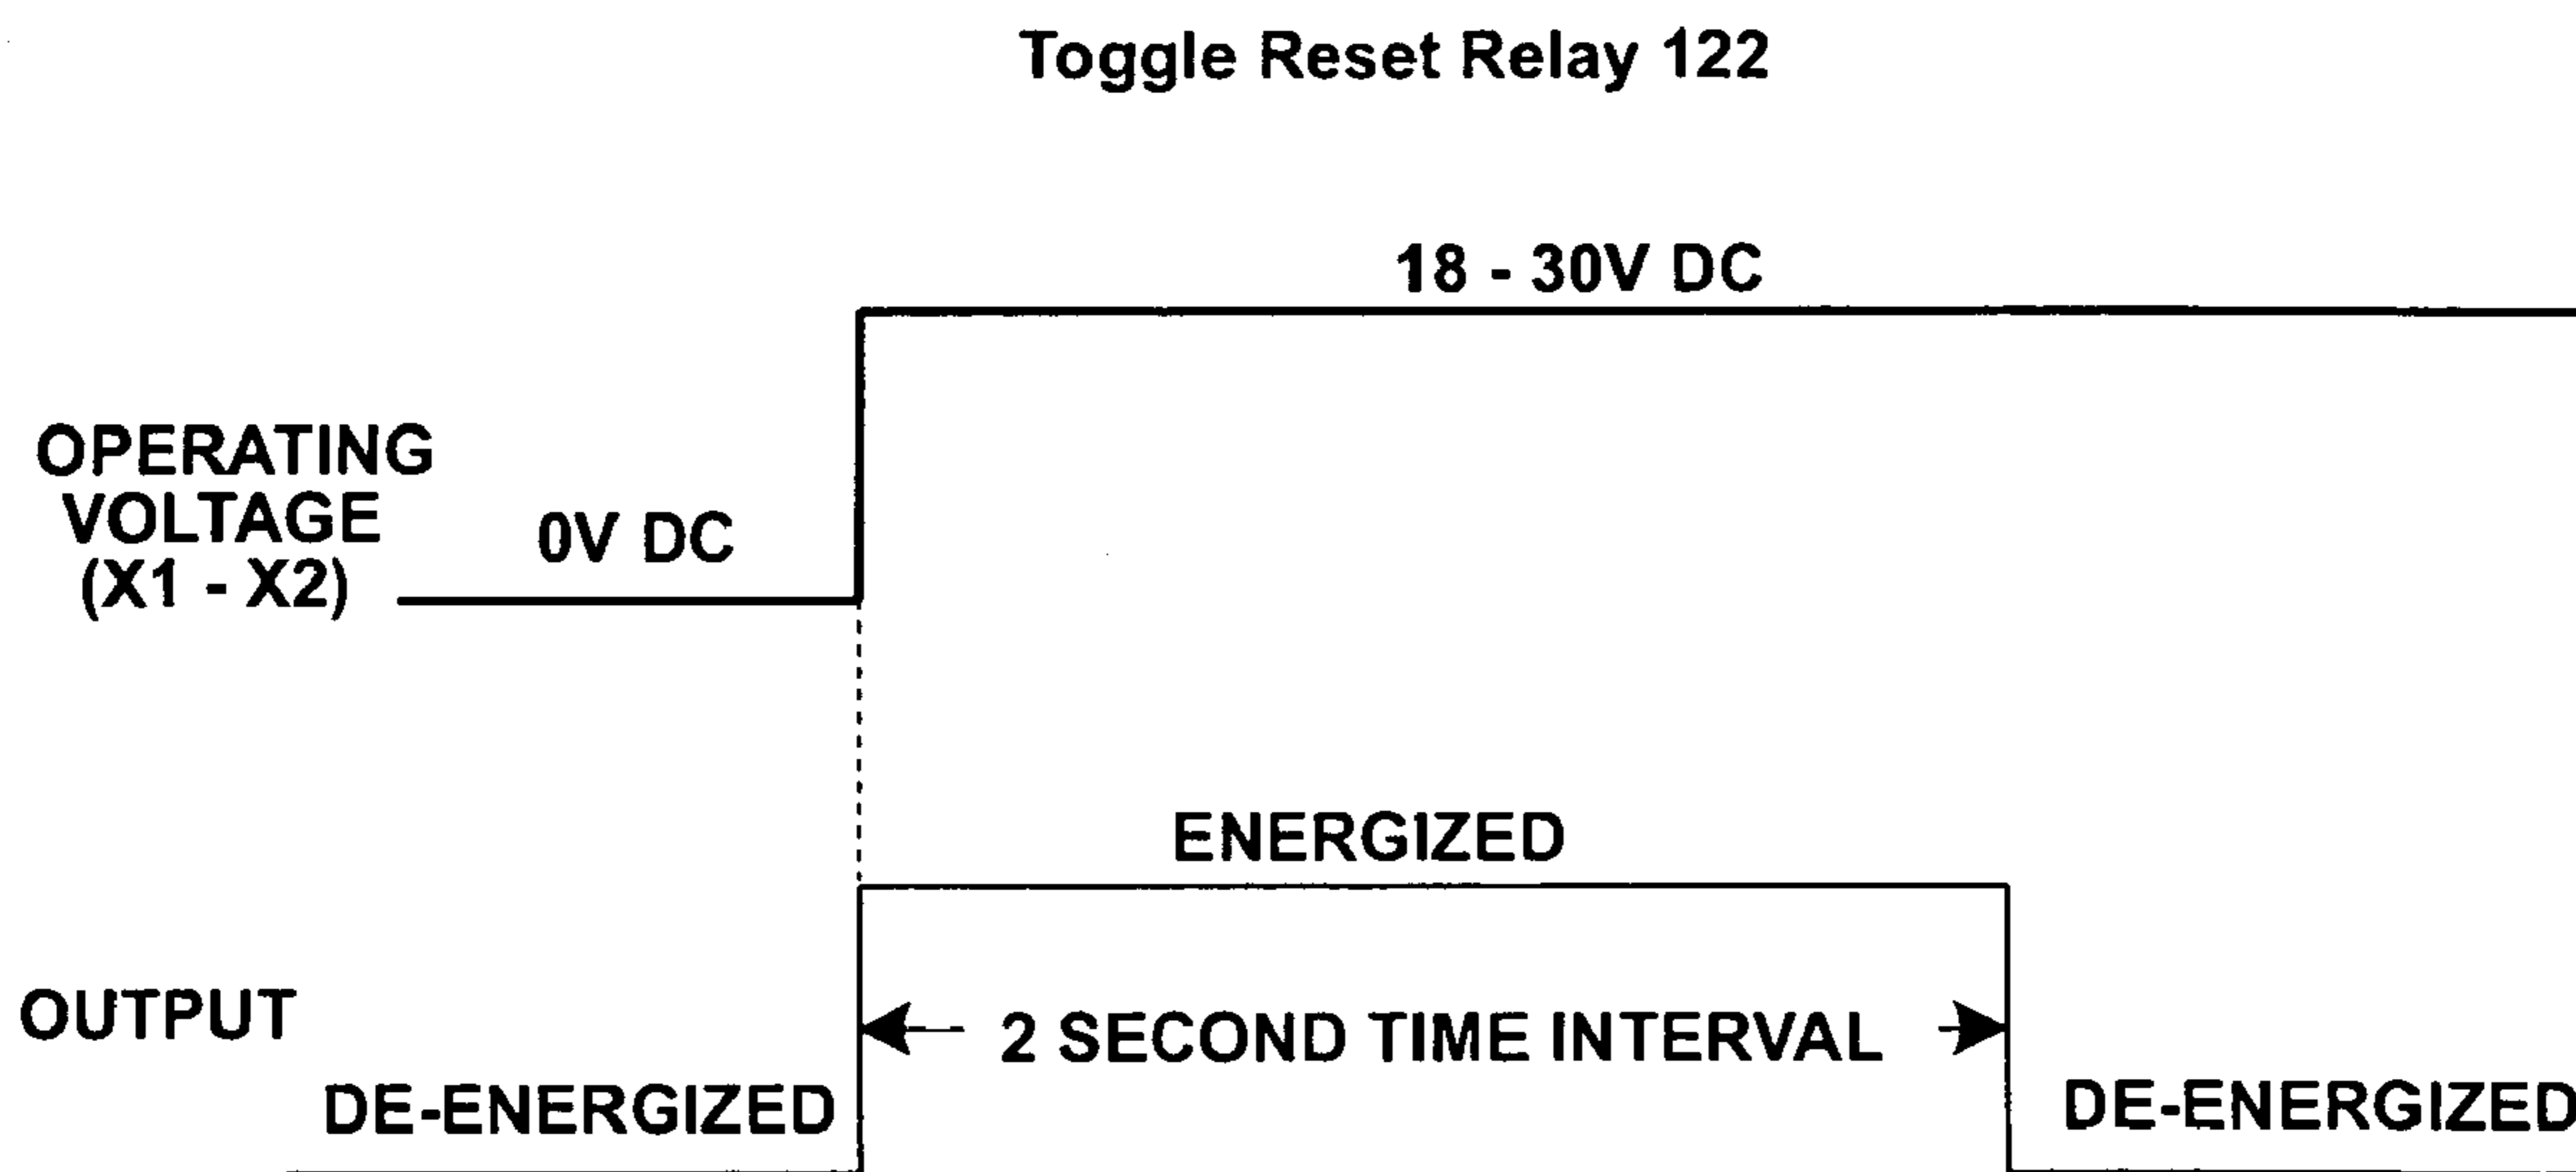 Toggle Reset Relay 122
18 - 30V DC
OPERATING
VOLTAGE
(X1 - X2)
0V DC
ENERGIZED
OUTPUT
2 SECOND TIME INTERVAL
DE-ENERGIZED
DE-ENERGIZED